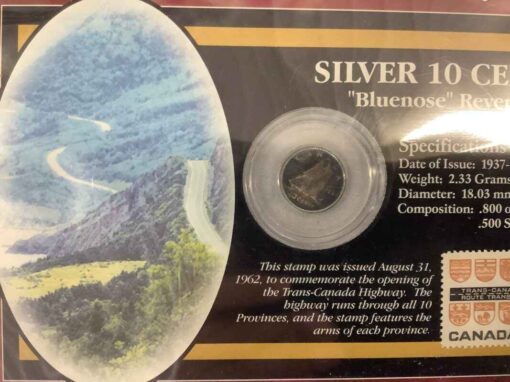 SILVER 10 CE
"Bluenose" Rever
Specifications
Date of Issue: 1937-
Weight: 2.33 Grams
Diameter: 18.03 mm
Composition: .800 o
.500 S
This stamp was issued August 31,
1962, to commemorate the opening of
the Trans-Canada Highway. The
highway runs through all 10
Provinces, and the stamp features the
arms of each province.
TRANS-CANA
ROUTE TRANS
CANADA